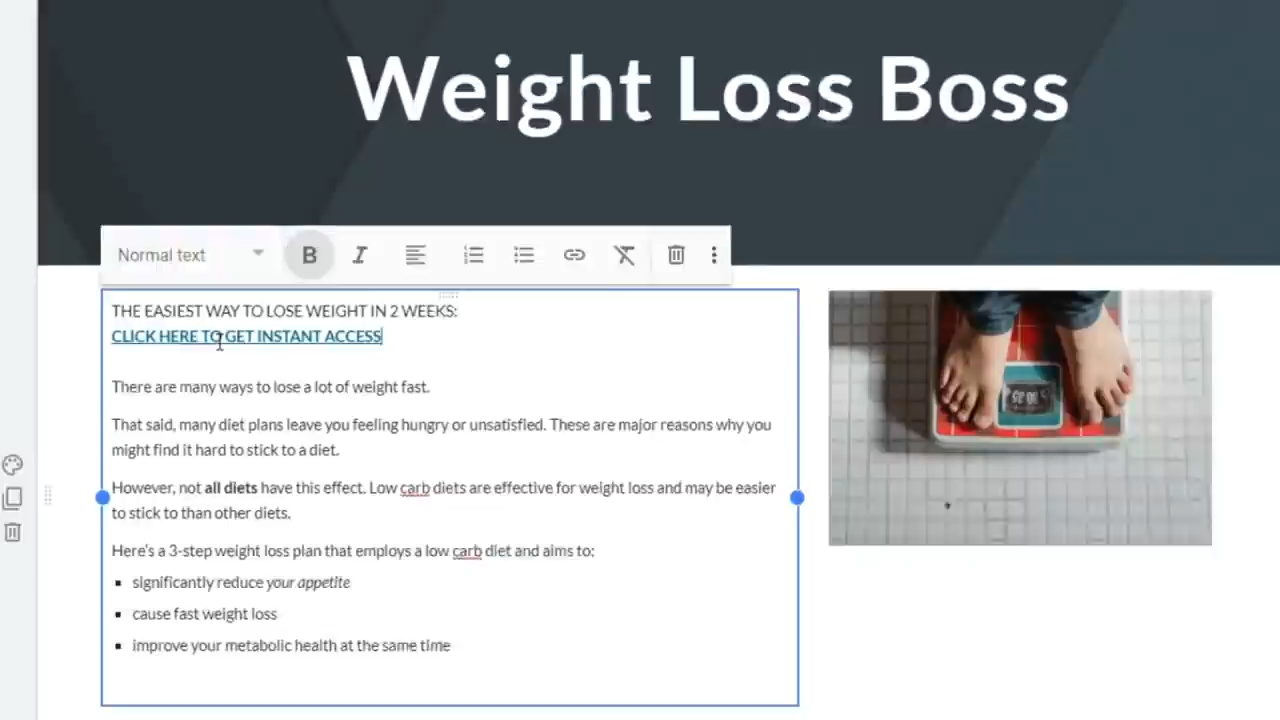 Weight Loss Boss
Normal text
B I
THE EASIEST WAY TO LOSE WEIGHT IN 2 WEEKS:
CLICK HERE TO GET INSTANT ACCESS
There are many ways to lose a lot of weight fast.
That said, many diet plans leave you feeling hungry or unsatisfied. These are major reasons why you
might find it hard to stick to a diet.
However, not all diets have this effect. Low carb diets are effective for weight loss and may be easier
to stick to than other diets.
Here's a 3-step weight loss plan that employs a low carb diet and aims to:
significantly reduce your appetite
cause fast weight loss
improve your metabolic health at the same time